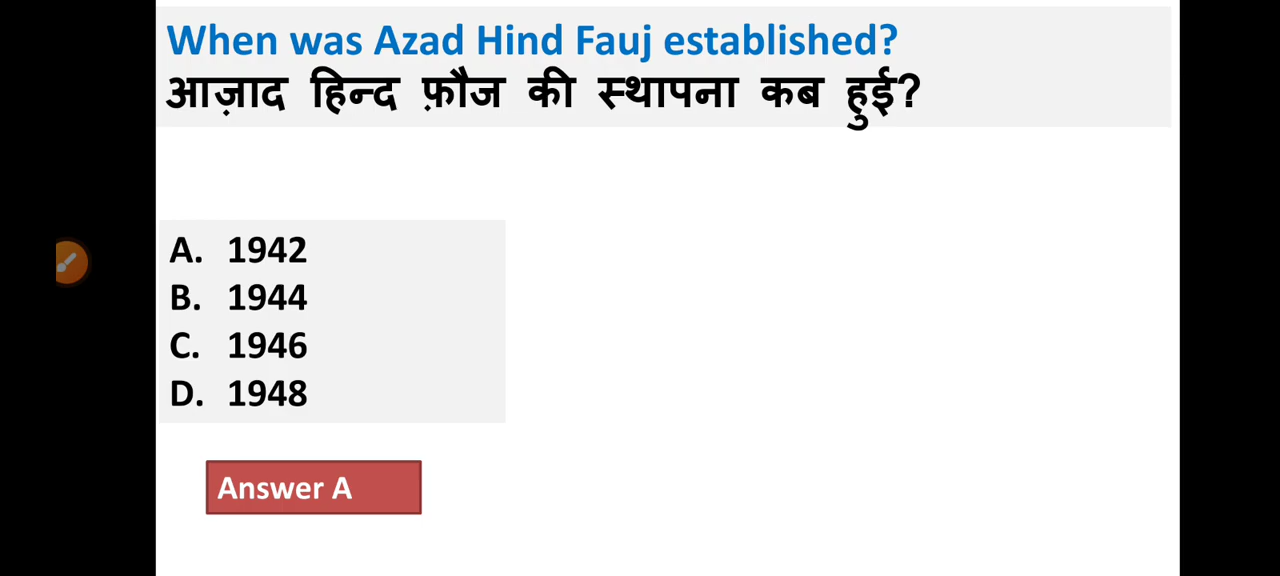 When was Azad Hind Fauj established?
आज़ाद हिन्द फ़ौज की स्थापना कब हुई?
A. 1942
B. 1944
C. 1946
D. 1948
Answer A